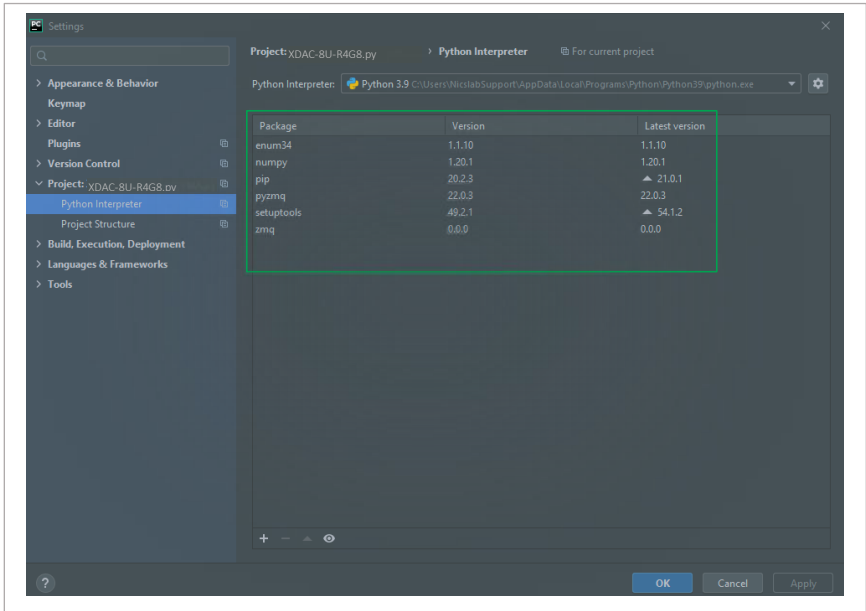 PC Settings
Project: XDAC-8U-R4G8.py › Python Interpreter For current project
Appearance & Behavior
Keymap
Editor
Plugins
Version Control
Project: XDAC-8U-R4G8.py
Python Interpreter
Project Structure
Build, Execution, Deployment
Languages & Frameworks
Tools
Python Interpreter: Python 3.9 C:\Users\NicslabSupport\AppData\Local\Programs\Python\Python39\python.exe
Package Version Latest version
enum34 1.1.10 1.1.10
numpy 1.20.1 1.20.1
pip 20.2.3 ▲ 21.0.1
pyzmq 22.0.3 22.0.3
setuptools 49.2.1 ▲ 54.1.2
zmq 0.0.0 0.0.0
? OK Cancel Apply